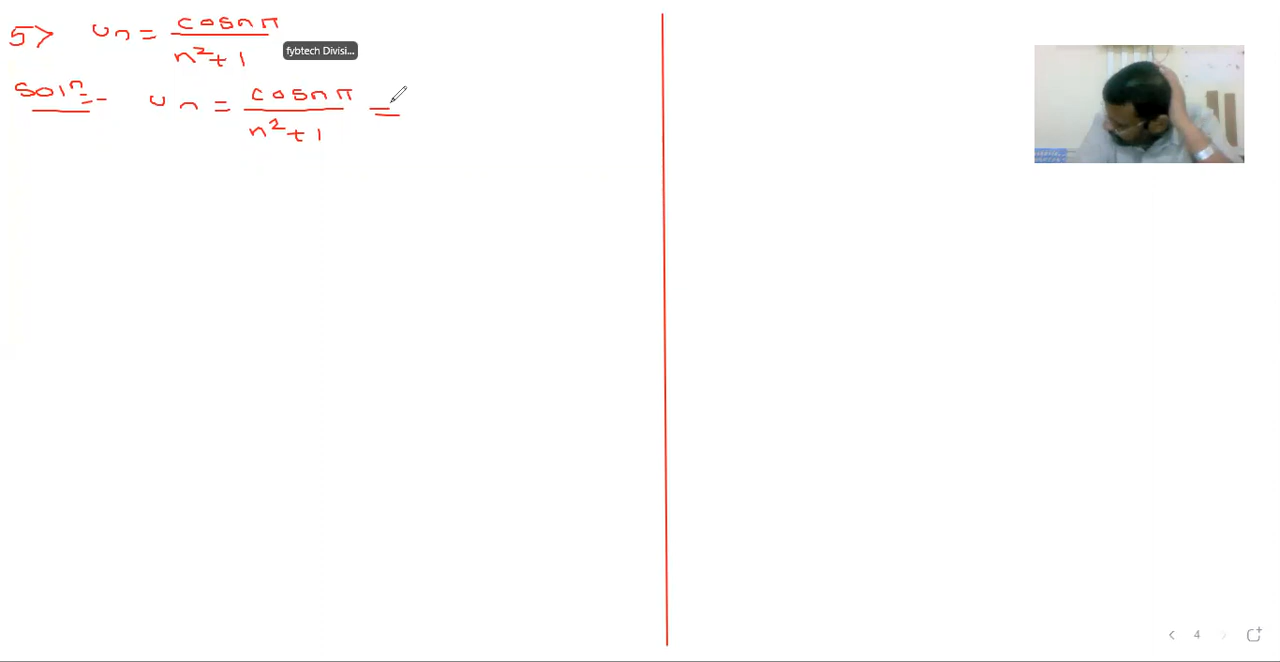 5> un = cosnπ / n²+1
fybtech Divisi...
Solⁿ:- un = cosnπ / n²+1 =
4